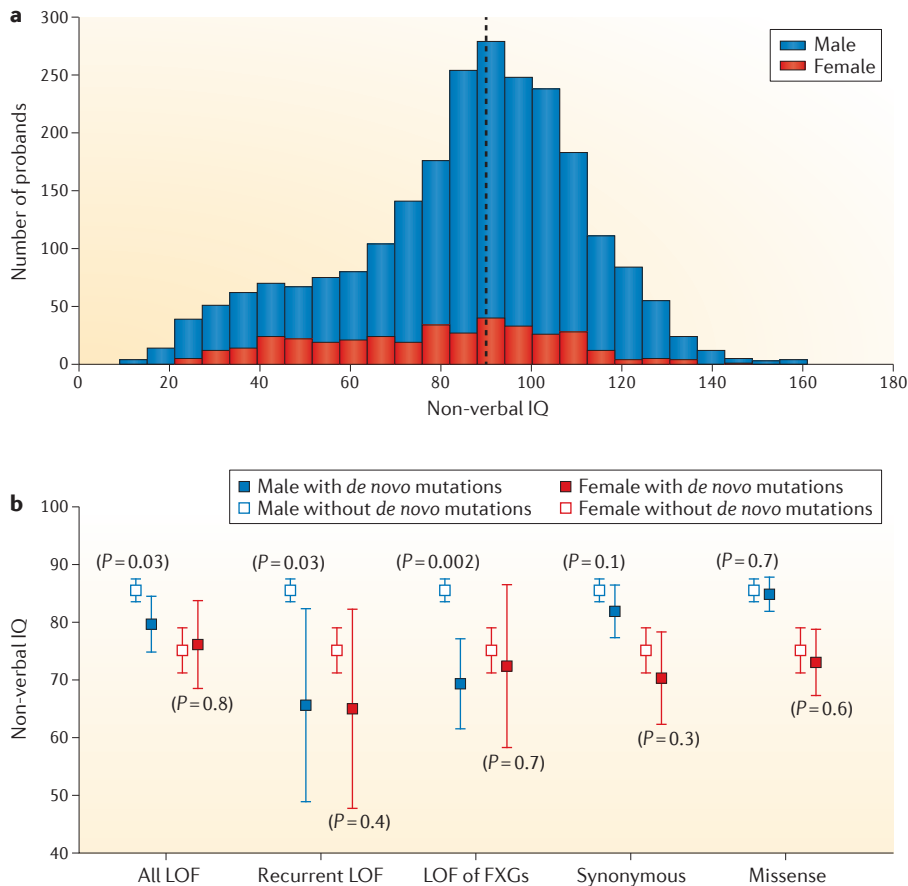 a
300
250
200
150
100
50
0
Number of probands
Male
Female
0 20 40 60 80 100 120 140 160 180
Non-verbal IQ
b
Male with de novo mutations Female with de novo mutations
Male without de novo mutations Female without de novo mutations
100
90
80
70
60
50
40
Non-verbal IQ
(P = 0.03) (P = 0.03) (P = 0.002) (P = 0.1) (P = 0.7)
(P = 0.8) (P = 0.4) (P = 0.7) (P = 0.3) (P = 0.6)
All LOF Recurrent LOF LOF of FXGs Synonymous Missense